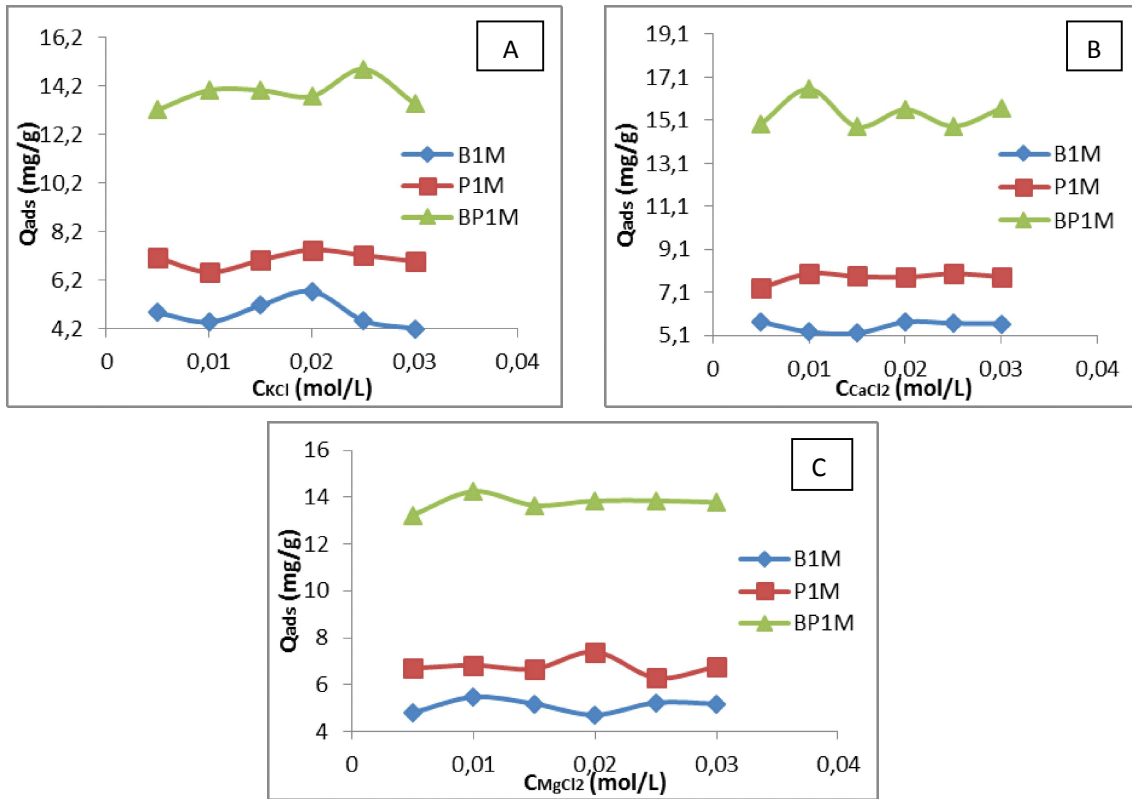 A
16,2
14,2
12,2
10,2
8,2
6,2
4,2
Qads (mg/g)
B1M
P1M
BP1M
0 0,01 0,02 0,03 0,04
CKCl (mol/L)
B
19,1
17,1
15,1
13,1
11,1
9,1
7,1
5,1
Qads (mg/g)
B1M
P1M
BP1M
0 0,01 0,02 0,03 0,04
CCaCl2 (mol/L)
C
16
14
12
10
8
6
4
Qads (mg/g)
B1M
P1M
BP1M
0 0,01 0,02 0,03 0,04
CMgCl2 (mol/L)